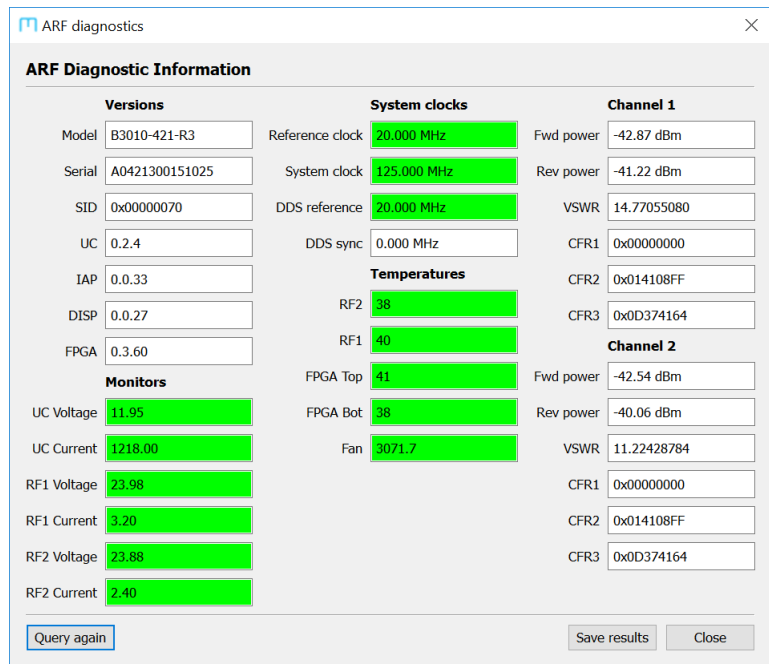 ARF diagnostics
ARF Diagnostic Information
Versions
Model B3010-421-R3
Serial A0421300151025
SID 0x00000070
UC 0.2.4
IAP 0.0.33
DISP 0.0.27
FPGA 0.3.60
Monitors
UC Voltage 11.95
UC Current 1218.00
RF1 Voltage 23.98
RF1 Current 3.20
RF2 Voltage 23.88
RF2 Current 2.40
System clocks
Reference clock 20.000 MHz
System clock 125.000 MHz
DDS reference 20.000 MHz
DDS sync 0.000 MHz
Temperatures
RF2 38
RF1 40
FPGA Top 41
FPGA Bot 38
Fan 3071.7
Channel 1
Fwd power -42.87 dBm
Rev power -41.22 dBm
VSWR 14.77055080
CFR1 0x00000000
CFR2 0x014108FF
CFR3 0x0D374164
Channel 2
Fwd power -42.54 dBm
Rev power -40.06 dBm
VSWR 11.22428784
CFR1 0x00000000
CFR2 0x014108FF
CFR3 0x0D374164
Query again
Save results
Close